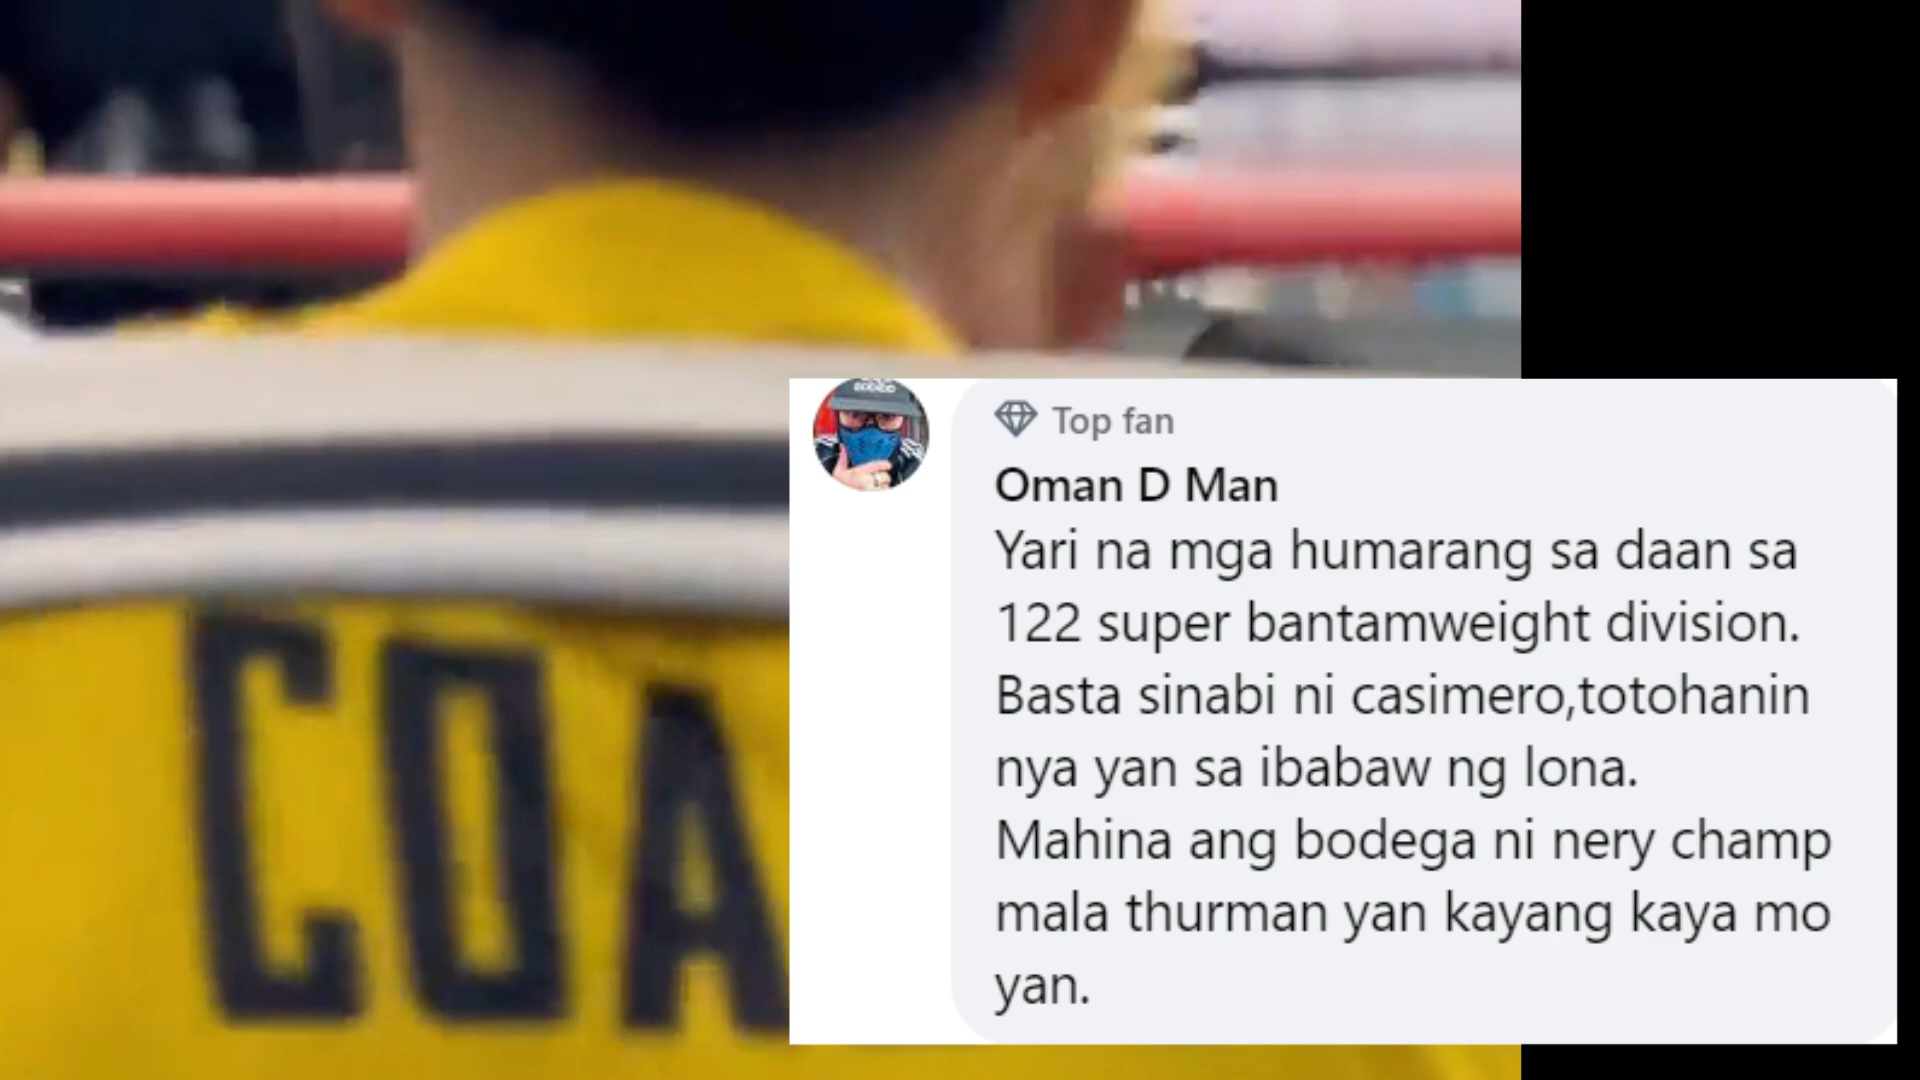 COA
Top fan
Oman D Man
Yari na mga humarang sa daan sa
122 super bantamweight division.
Basta sinabi ni casimero,totohanin
nya yan sa ibabaw ng lona.
Mahina ang bodega ni nery champ
mala thurman yan kayang kaya mo
yan.